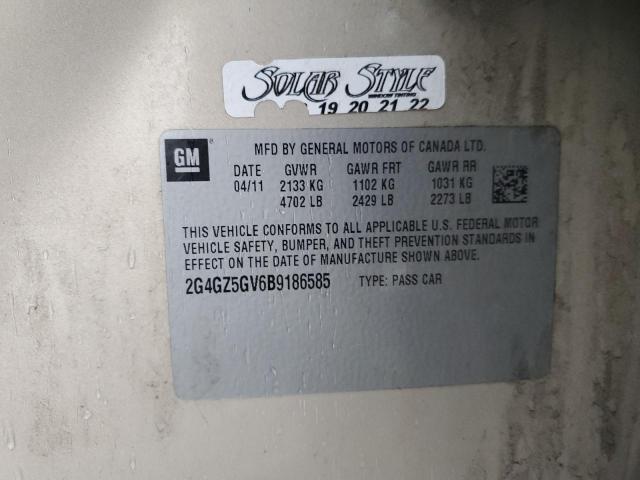 SOLAR STYLE
WINDOW TINTING
19 20 21 22
GM
MFD BY GENERAL MOTORS OF CANADA LTD.
DATE GVWR GAWR FRT GAWR RR
04/11 2133 KG 1102 KG 1031 KG
4702 LB 2429 LB 2273 LB
THIS VEHICLE CONFORMS TO ALL APPLICABLE U.S. FEDERAL MOTOR
VEHICLE SAFETY, BUMPER, AND THEFT PREVENTION STANDARDS IN
EFFECT ON THE DATE OF MANUFACTURE SHOWN ABOVE.
2G4GZ5GV6B9186585 TYPE: PASS CAR